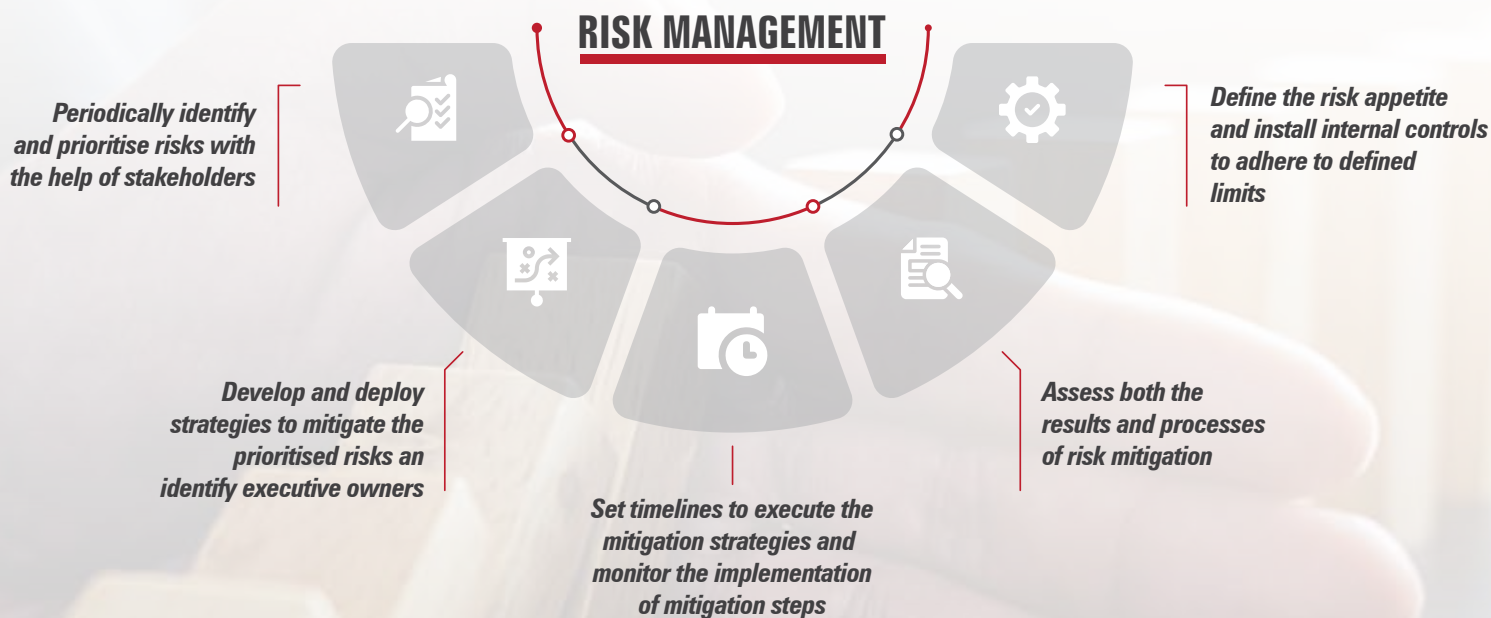 RISK MANAGEMENT
Periodically identify
and prioritise risks with
the help of stakeholders
Develop and deploy
strategies to mitigate the
prioritised risks an
identify executive owners
Set timelines to execute the
mitigation strategies and
monitor the implementation
of mitigation steps
Assess both the
results and processes
of risk mitigation
Define the risk appetite
and install internal controls
to adhere to defined
limits